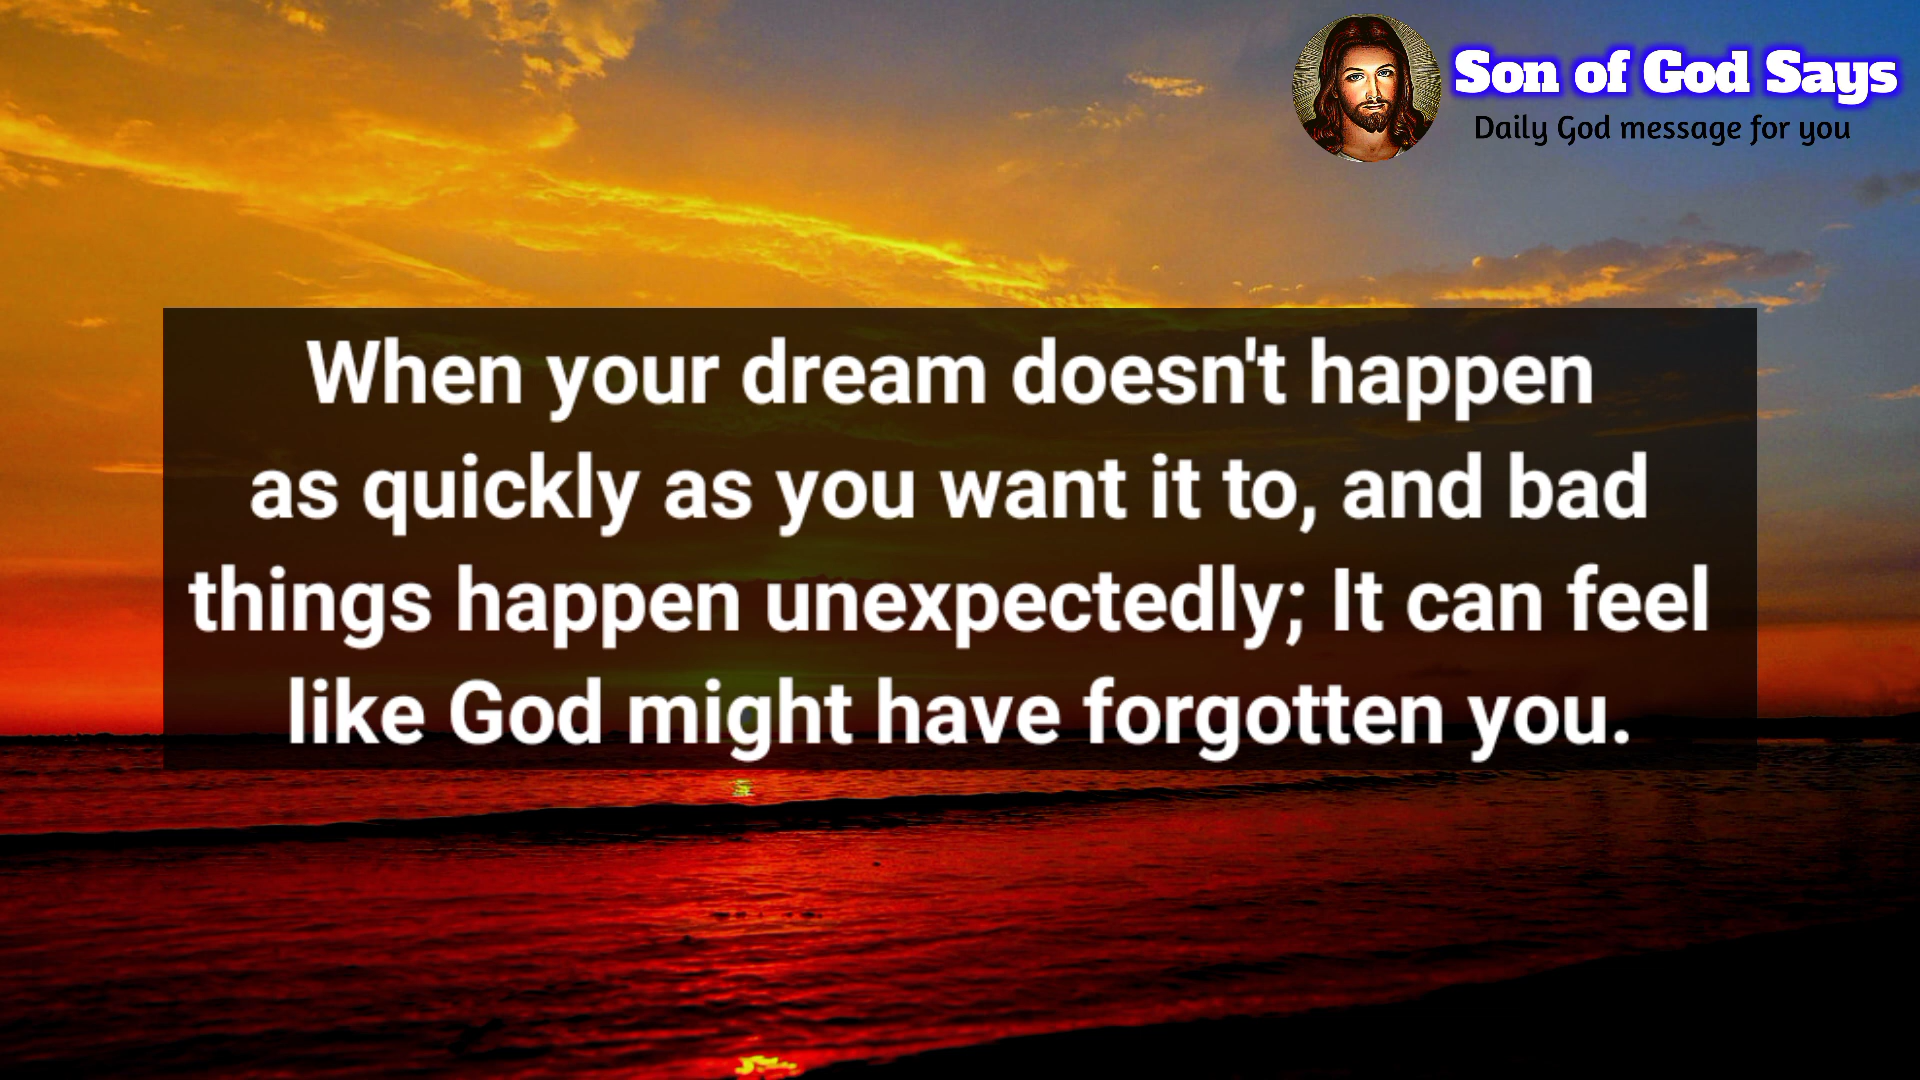 Son of God Says
Daily God message for you
When your dream doesn't happen
as quickly as you want it to, and bad
things happen unexpectedly; It can feel
like God might have forgotten you.